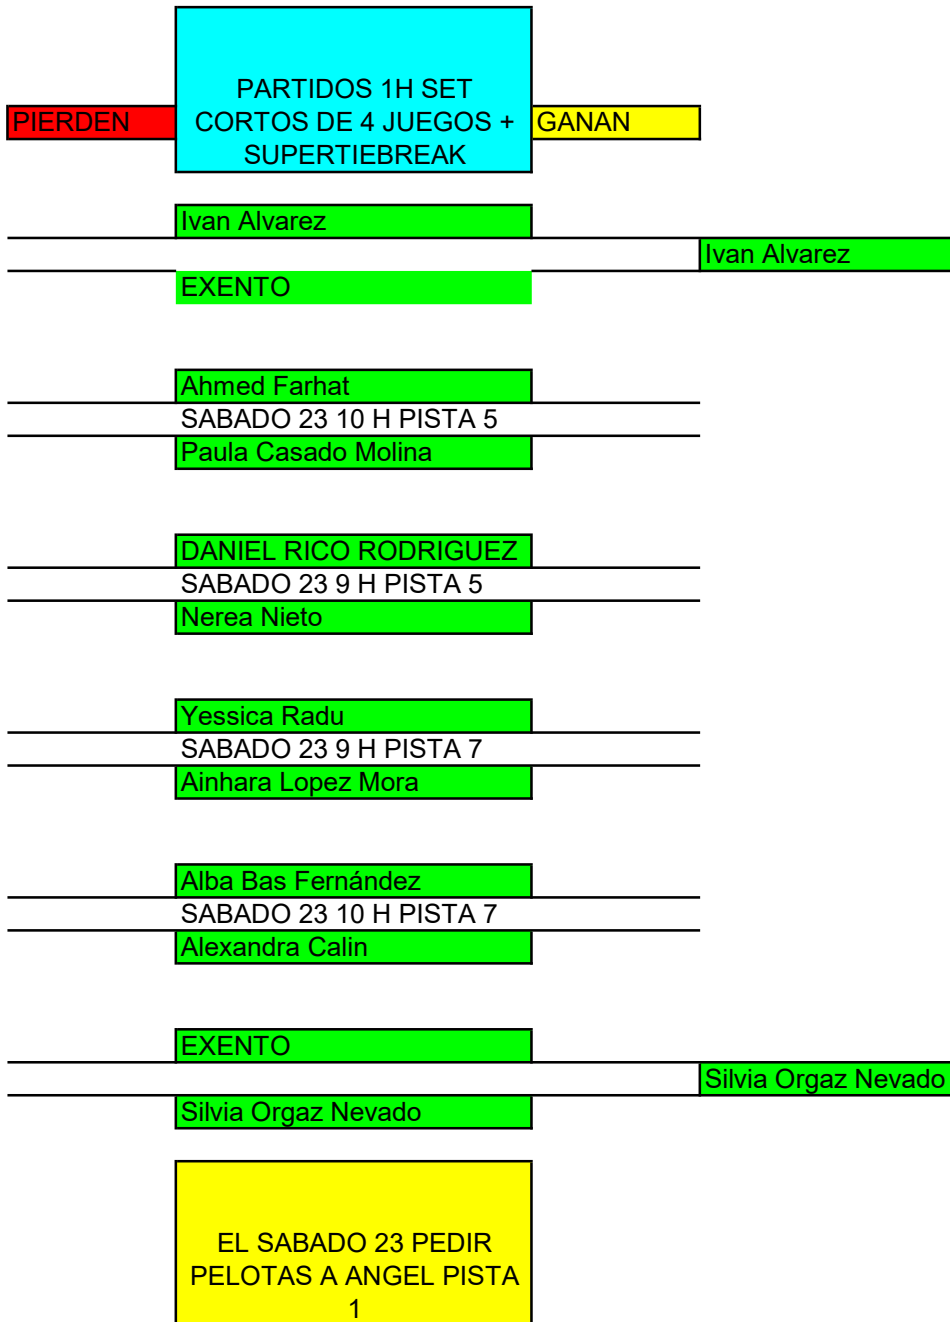 PARTIDOS 1H SET
CORTOS DE 4 JUEGOS +
SUPERTIEBREAK
PIERDEN
GANAN
Ivan Alvarez
Ivan Alvarez
EXENTO
Ahmed Farhat
SABADO 23 10 H PISTA 5
Paula Casado Molina
DANIEL RICO RODRIGUEZ
SABADO 23 9 H PISTA 5
Nerea Nieto
Yessica Radu
SABADO 23 9 H PISTA 7
Ainhara Lopez Mora
Alba Bas Fernández
SABADO 23 10 H PISTA 7
Alexandra Calin
EXENTO
Silvia Orgaz Nevado
Silvia Orgaz Nevado
EL SABADO 23 PEDIR
PELOTAS A ANGEL PISTA
1